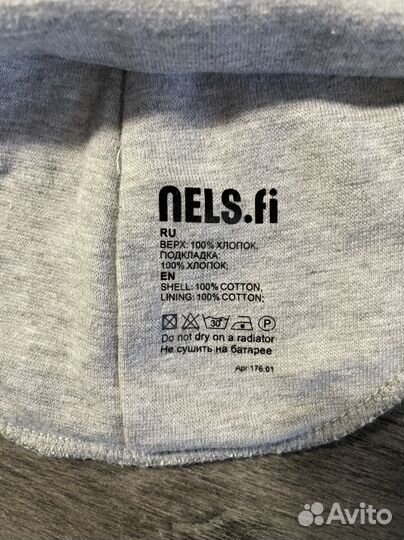 NELS.fi
RU
ВЕРХ: 100% ХЛОПОК,
ПОДКЛАДКА:
100% ХЛОПОК;
EN
SHELL: 100% COTTON,
LINING: 100% COTTON;
30° P
Do not dry on a radiator
Не сушить на батарее
Арт 176.01
Avito